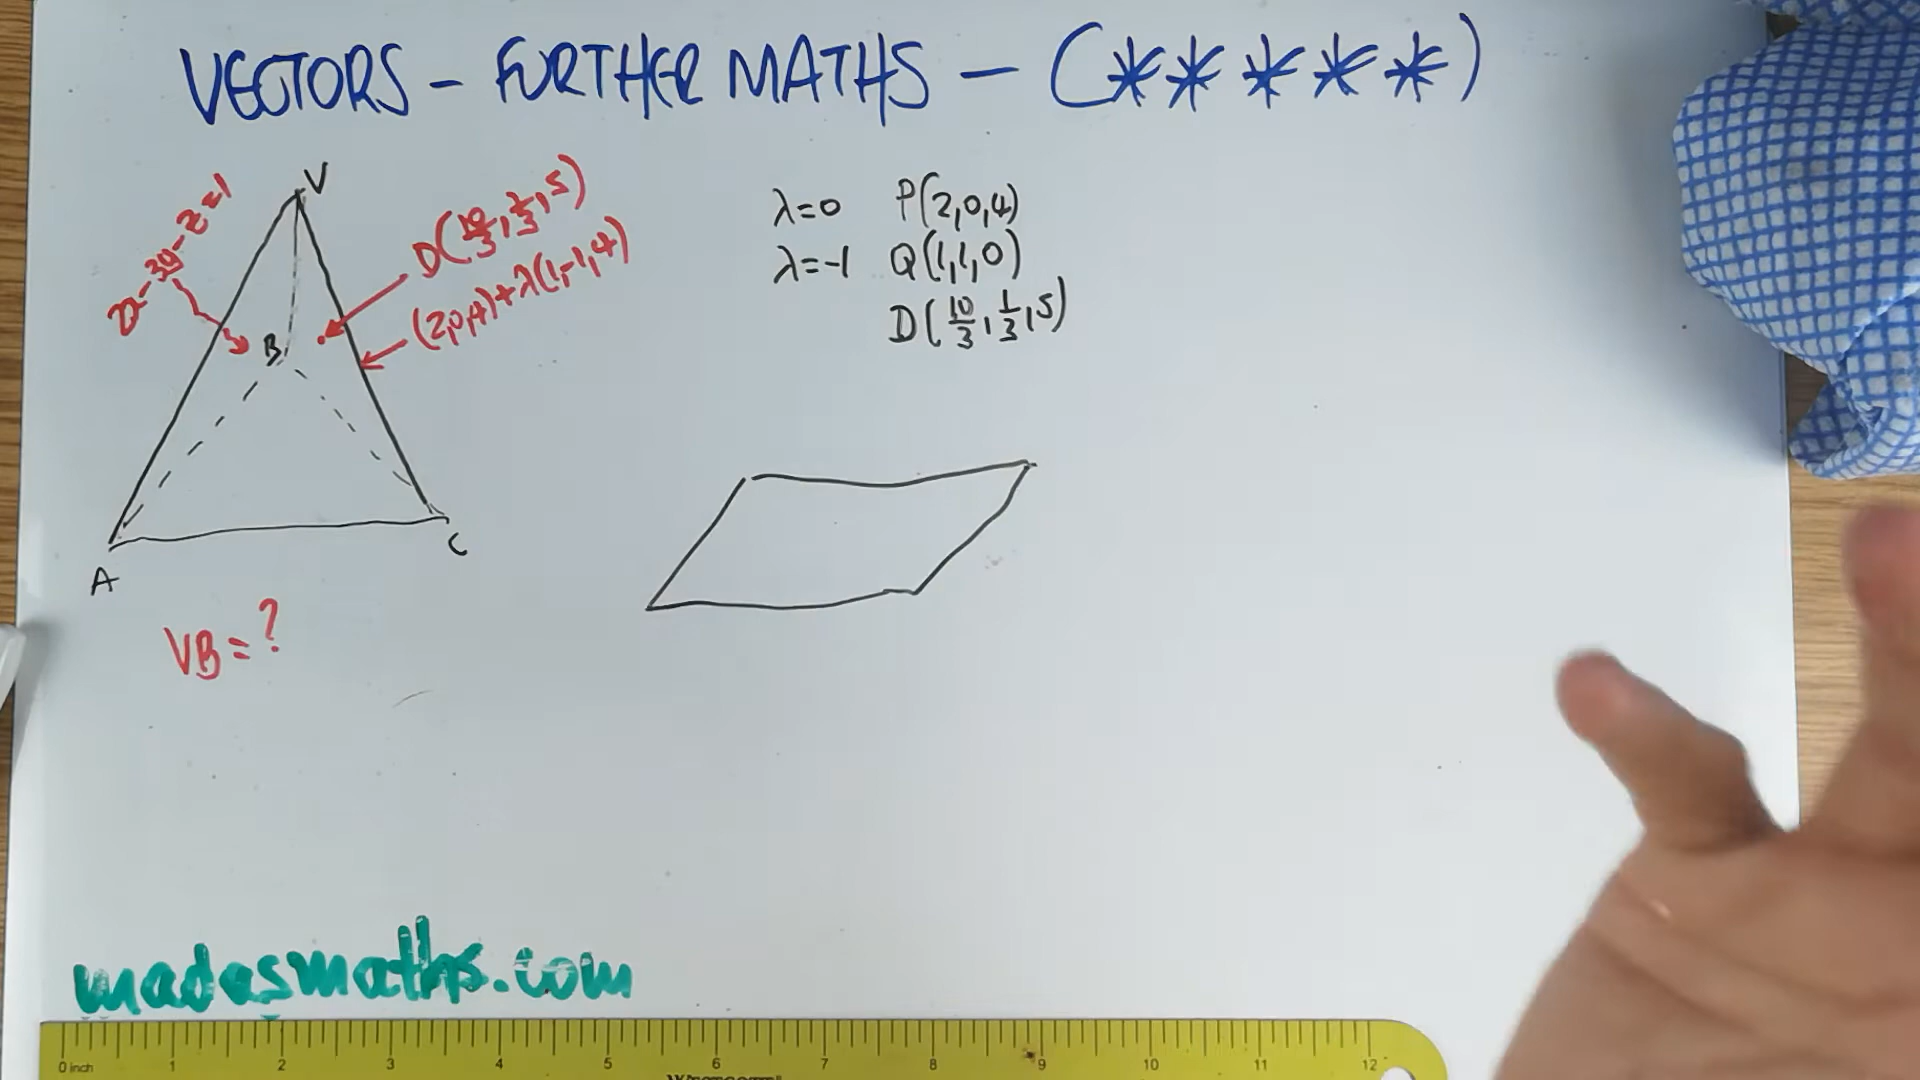 VECTORS - FURTHER MATHS - (*****)
V
2x-3y-z=1
D(10/3, 1/3, 5)
(2,0,4)+λ(1,-1,4)
B
A
C
VB=?
λ=0 P(2,0,4)
λ=-1 Q(1,1,0)
D(10/3, 1/3, 5)
madasmaths.com
0 inch 1 2 3 4 5 6 7 8 9 10 11 12